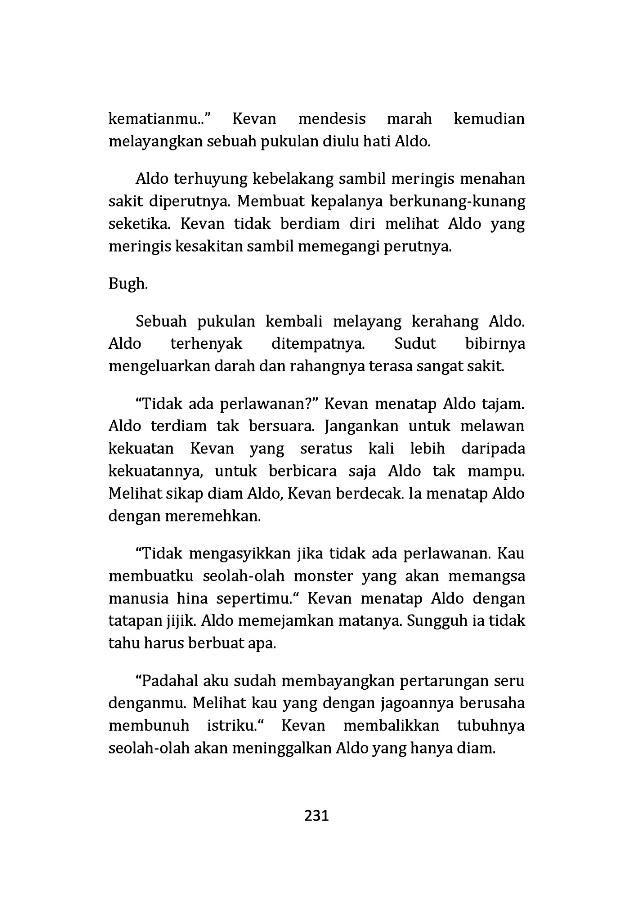 kematianmu..” Kevan mendesis marah kemudian
melayangkan sebuah pukulan diulu hati Aldo.
Aldo terhuyung kebelakang sambil meringis menahan
sakit diperutnya. Membuat kepalanya berkunang-kunang
seketika. Kevan tidak berdiam diri melihat Aldo yang
meringis kesakitan sambil memegangi perutnya.
Bugh.
Sebuah pukulan kembali melayang kerahang Aldo.
Aldo terhenyak ditempatnya. Sudut bibirnya
mengeluarkan darah dan rahangnya terasa sangat sakit.
“Tidak ada perlawanan?” Kevan menatap Aldo tajam.
Aldo terdiam tak bersuara. Jangankan untuk melawan
kekuatan Kevan yang seratus kali lebih daripada
kekuatannya, untuk berbicara saja Aldo tak mampu.
Melihat sikap diam Aldo, Kevan berdecak. Ia menatap Aldo
dengan meremehkan.
“Tidak mengasyikkan jika tidak ada perlawanan. Kau
membuatku seolah-olah monster yang akan memangsa
manusia hina sepertimu.“ Kevan menatap Aldo dengan
tatapan jijik. Aldo memejamkan matanya. Sungguh ia tidak
tahu harus berbuat apa.
“Padahal aku sudah membayangkan pertarungan seru
denganmu. Melihat kau yang dengan jagoannya berusaha
membunuh istriku.“ Kevan membalikkan tubuhnya
seolah-olah akan meninggalkan Aldo yang hanya diam.
231